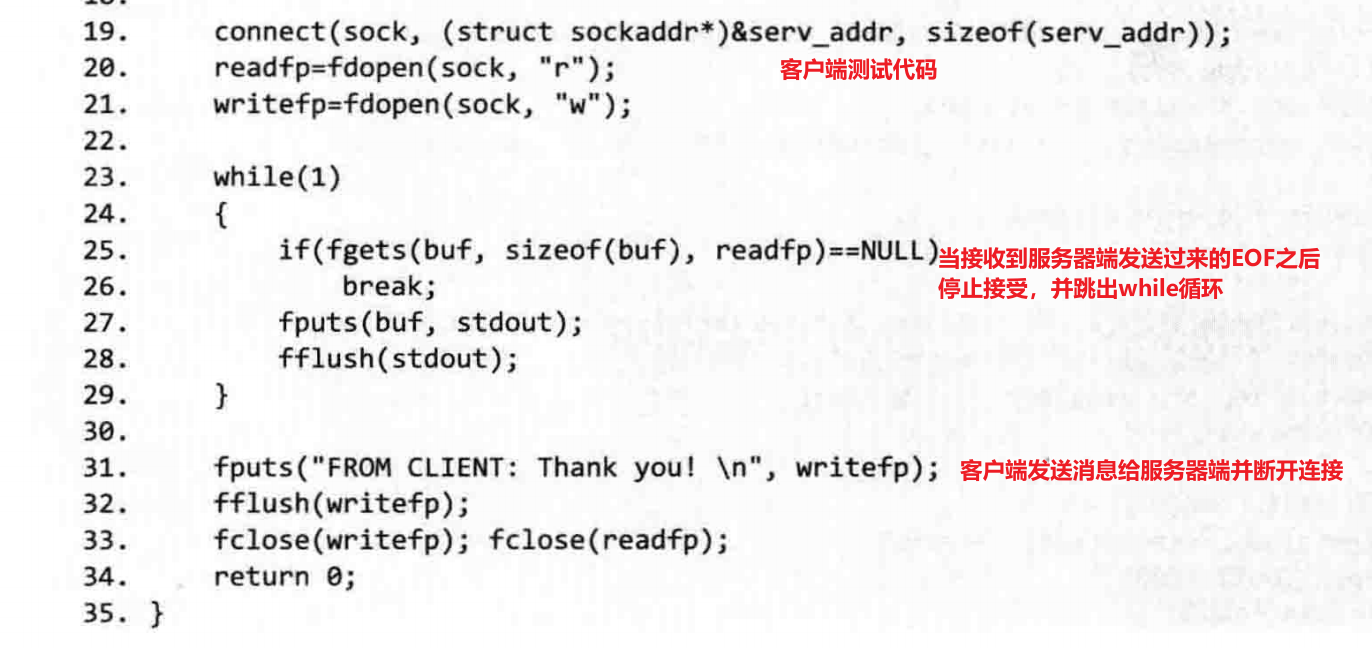 19. connect(sock, (struct sockaddr*)&serv_addr, sizeof(serv_addr));
20. readfp=fdopen(sock, "r"); 客户端测试代码
21. writefp=fdopen(sock, "w");
22.
23. while(1)
24. {
25. if(fgets(buf, sizeof(buf), readfp)==NULL) 当接收到服务器端发送过来的EOF之后
26. break; 停止接受，并跳出while循环
27. fputs(buf, stdout);
28. fflush(stdout);
29. }
30.
31. fputs("FROM CLIENT: Thank you! \n", writefp); 客户端发送消息给服务器端并断开连接
32. fflush(writefp);
33. fclose(writefp); fclose(readfp);
34. return 0;
35. }